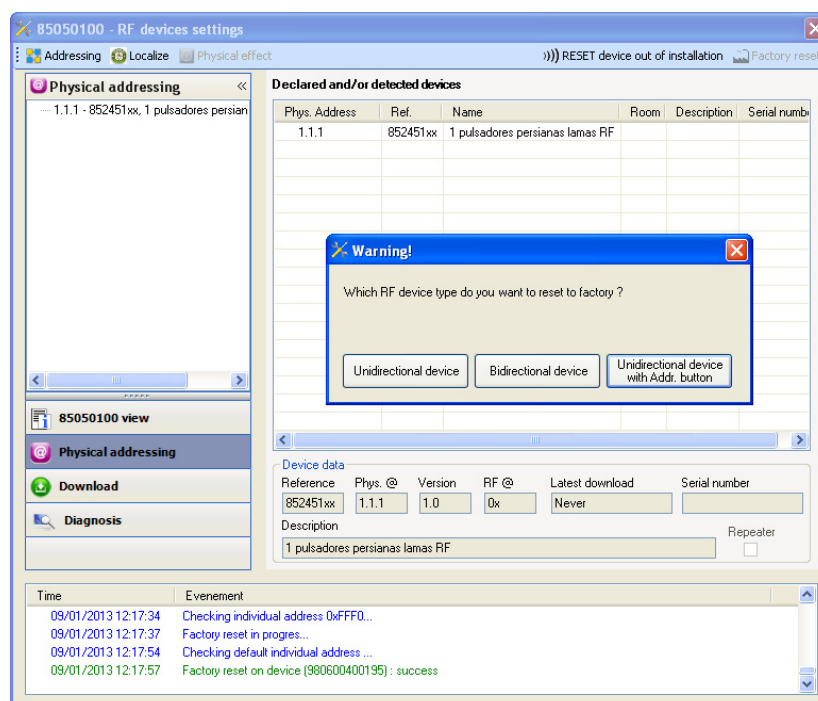 85050100 - RF devices settings
Addressing Localize Physical effect RESET device out of installation Factory reset
Physical addressing
1.1.1 - 852451xx, 1 pulsadores persian
Declared and/or detected devices
Phys. Address Ref. Name Room Description Serial numb
1.1.1 852451xx 1 pulsadores persianas lamas RF
Warning!
Which RF device type do you want to reset to factory ?
Unidirectional device
Bidirectional device
Unidirectional device
with Addr. button
85050100 view
Physical addressing
Download
Diagnosis
Device data
Reference Phys. @ Version RF @ Latest download Serial number
852451xx 1.1.1 1.0 0x Never
Description
Repeater
1 pulsadores persianas lamas RF
Time Evenement
09/01/2013 12:17:34 Checking individual address 0xFFF0...
09/01/2013 12:17:37 Factory reset in progres...
09/01/2013 12:17:54 Checking default individual address ...
09/01/2013 12:17:57 Factory reset on device (980600400195) : success